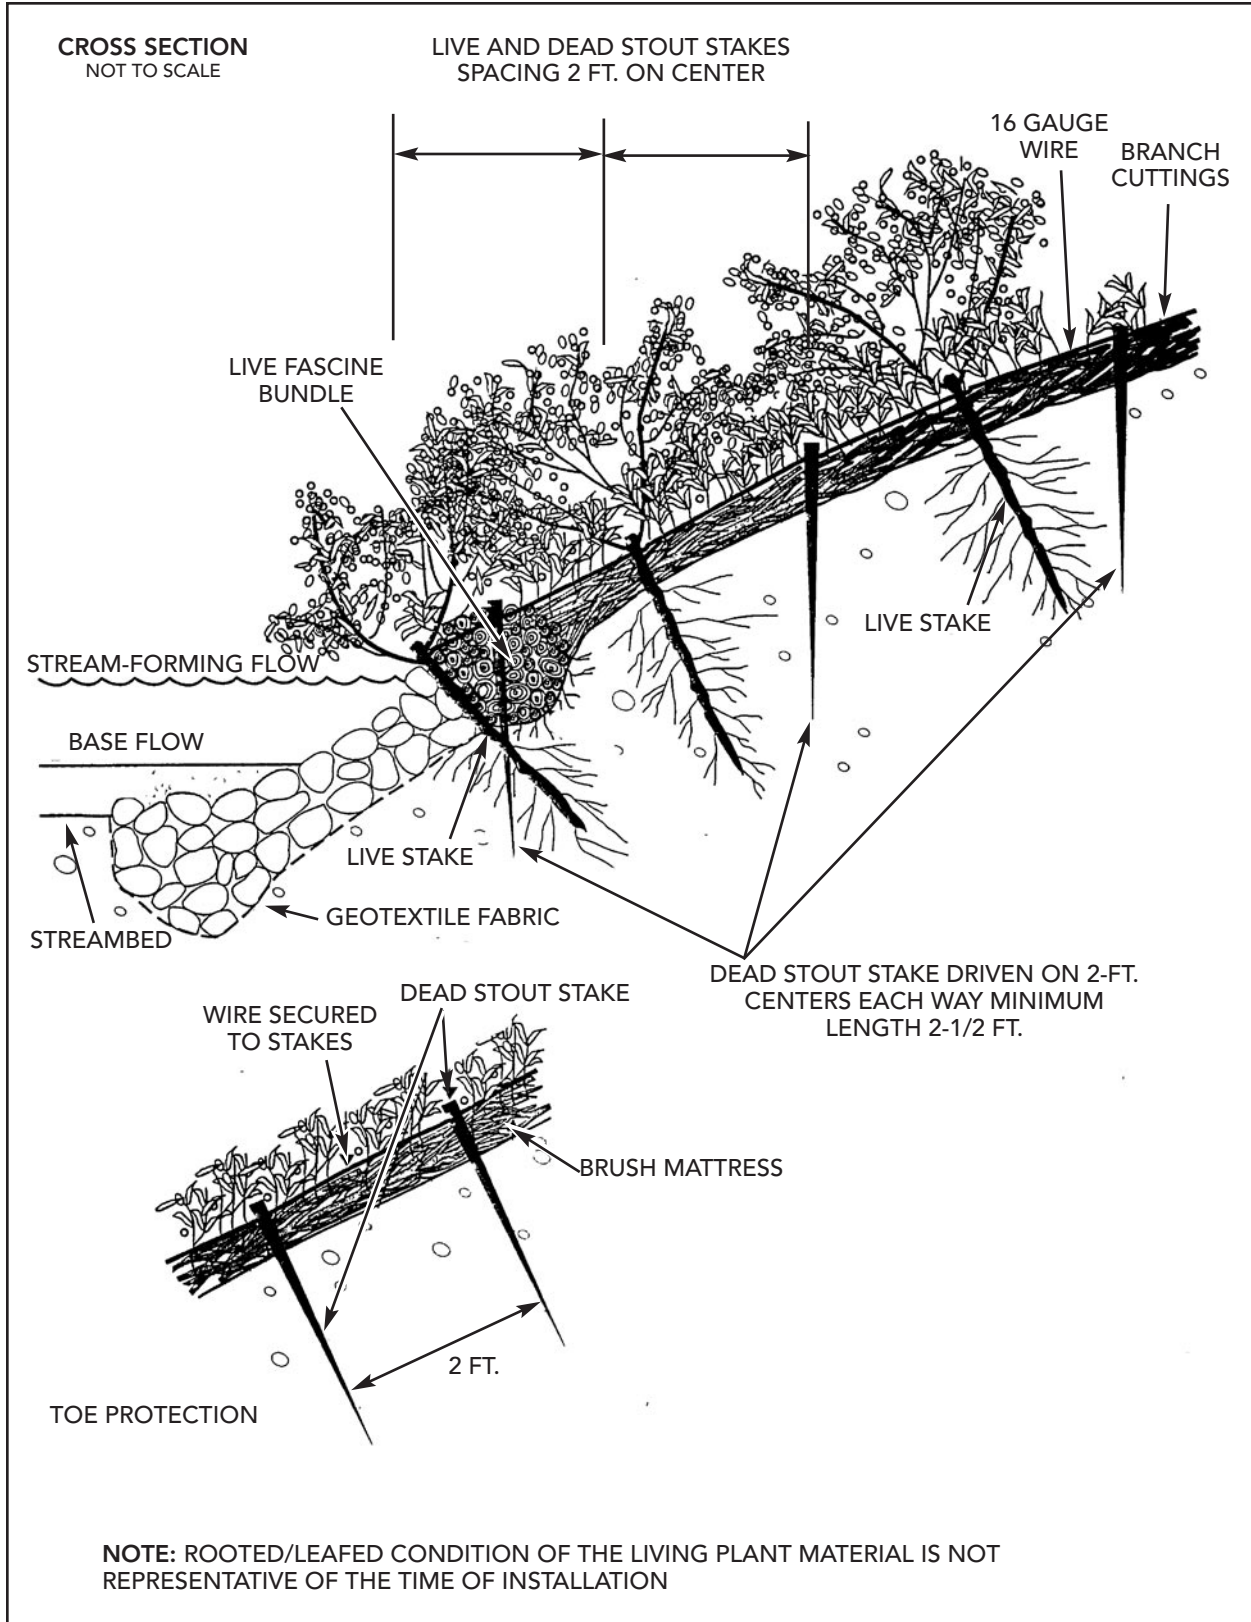 CROSS SECTION
NOT TO SCALE
LIVE AND DEAD STOUT STAKES
SPACING 2 FT. ON CENTER
16 GAUGE
WIRE
BRANCH
CUTTINGS
LIVE FASCINE
BUNDLE
LIVE STAKE
STREAM-FORMING FLOW
BASE FLOW
LIVE STAKE
GEOTEXTILE FABRIC
STREAMBED
DEAD STOUT STAKE DRIVEN ON 2-FT.
CENTERS EACH WAY MINIMUM
LENGTH 2-1/2 FT.
DEAD STOUT STAKE
WIRE SECURED
TO STAKES
BRUSH MATTRESS
2 FT.
TOE PROTECTION
NOTE: ROOTED/LEAFED CONDITION OF THE LIVING PLANT MATERIAL IS NOT
REPRESENTATIVE OF THE TIME OF INSTALLATION